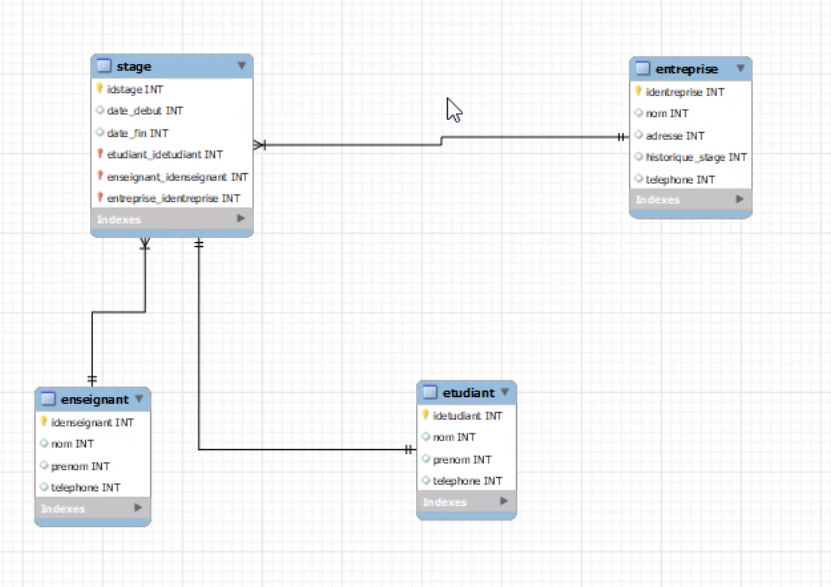 stage
idstage INT
date_debut INT
date_fin INT
etudiant_idetudiant INT
enseignant_idenseignant INT
entreprise_identreprise INT
Indexes
entreprise
identreprise INT
nom INT
adresse INT
historique_stage INT
telephone INT
Indexes
enseignant
idenseignant INT
nom INT
prenom INT
telephone INT
Indexes
etudiant
idetudiant INT
nom INT
prenom INT
telephone INT
Indexes